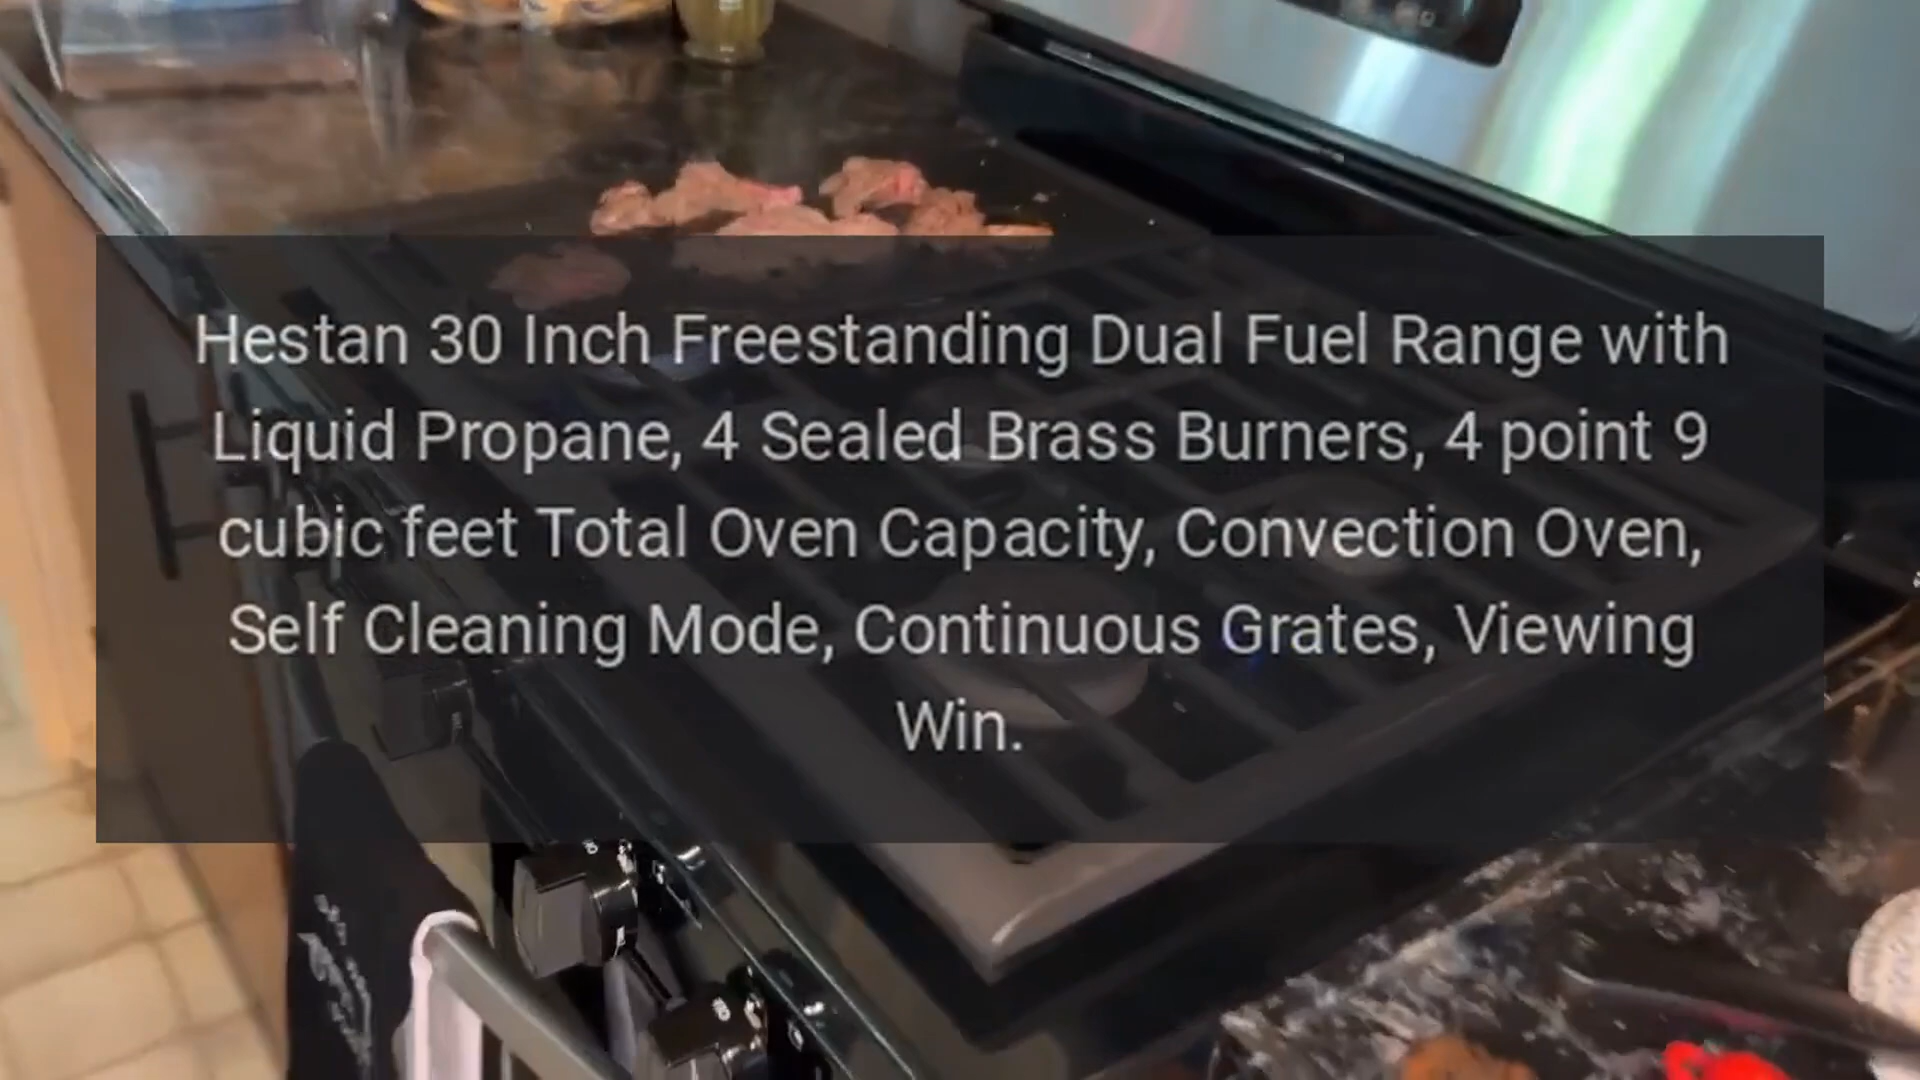 Hestan 30 Inch Freestanding Dual Fuel Range with
Liquid Propane, 4 Sealed Brass Burners, 4 point 9
cubic feet Total Oven Capacity, Convection Oven,
Self Cleaning Mode, Continuous Grates, Viewing
Win.